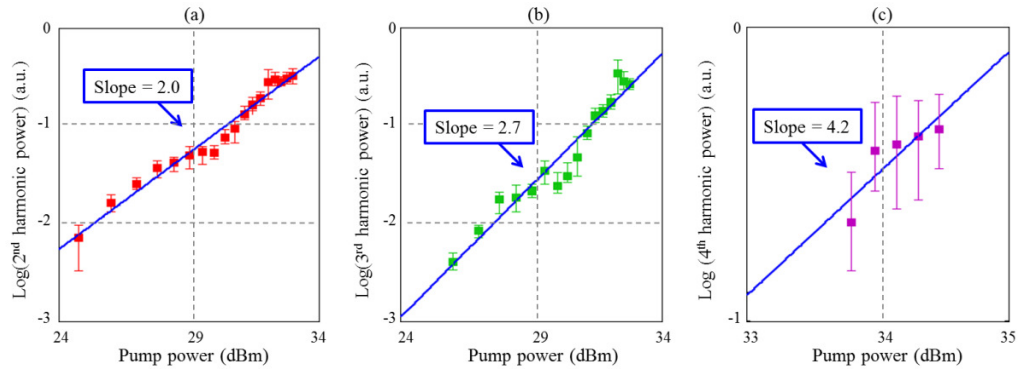 (a)
0
-1
-2
-3
24
29
34
Log(2nd harmonic power) (a.u.)
Pump power (dBm)
Slope = 2.0
(b)
0
-1
-2
-3
24
29
34
Log(3rd harmonic power) (a.u.)
Pump power (dBm)
Slope = 2.7
(c)
0
-1
33
34
35
Log (4th harmonic power) (a.u.)
Pump power (dBm)
Slope = 4.2